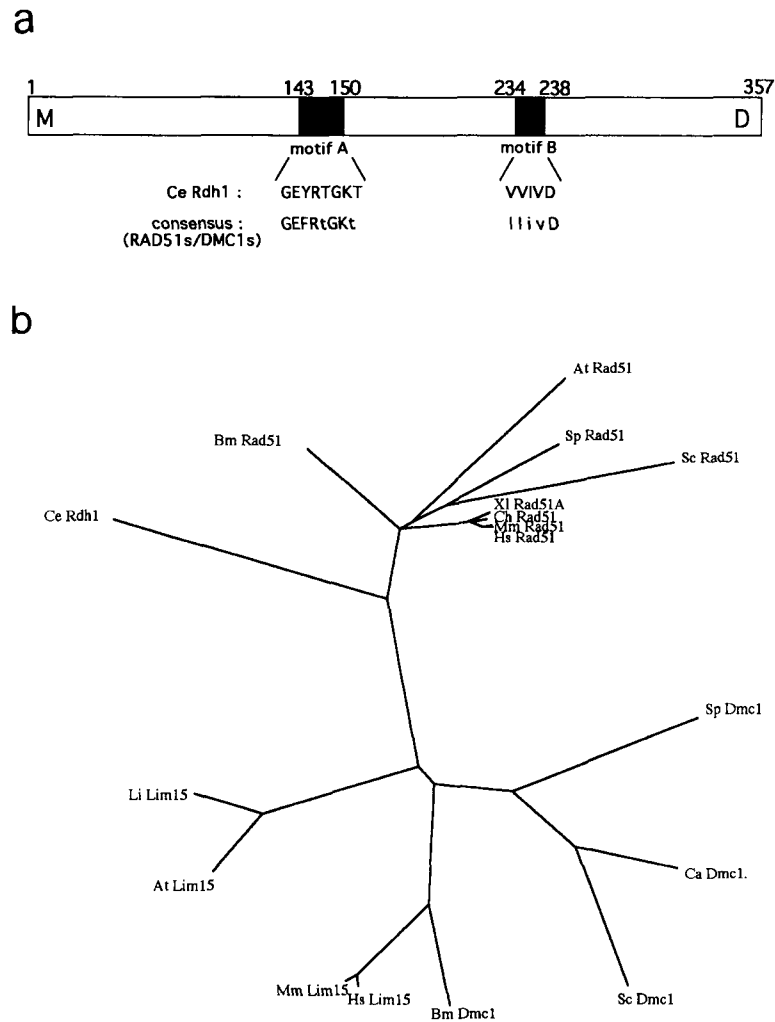 a
1 143 150 234 238 357
M D
motif A motif B
Ce Rdh1 : GEYRTGKT VVIVD
consensus : GEFRtGKt llivD
(RAD51s/DMC1s)
b
At Rad51
Bm Rad51
Sp Rad51
Sc Rad51
Xl Rad51A
Ce Rdh1
Ch Rad51
Mm Rad51
Hs Rad51
Sp Dmc1
Li Lim15
Ca Dmc1.
At Lim15
Mm Lim15
Hs Lim15
Sc Dmc1
Bm Dmc1